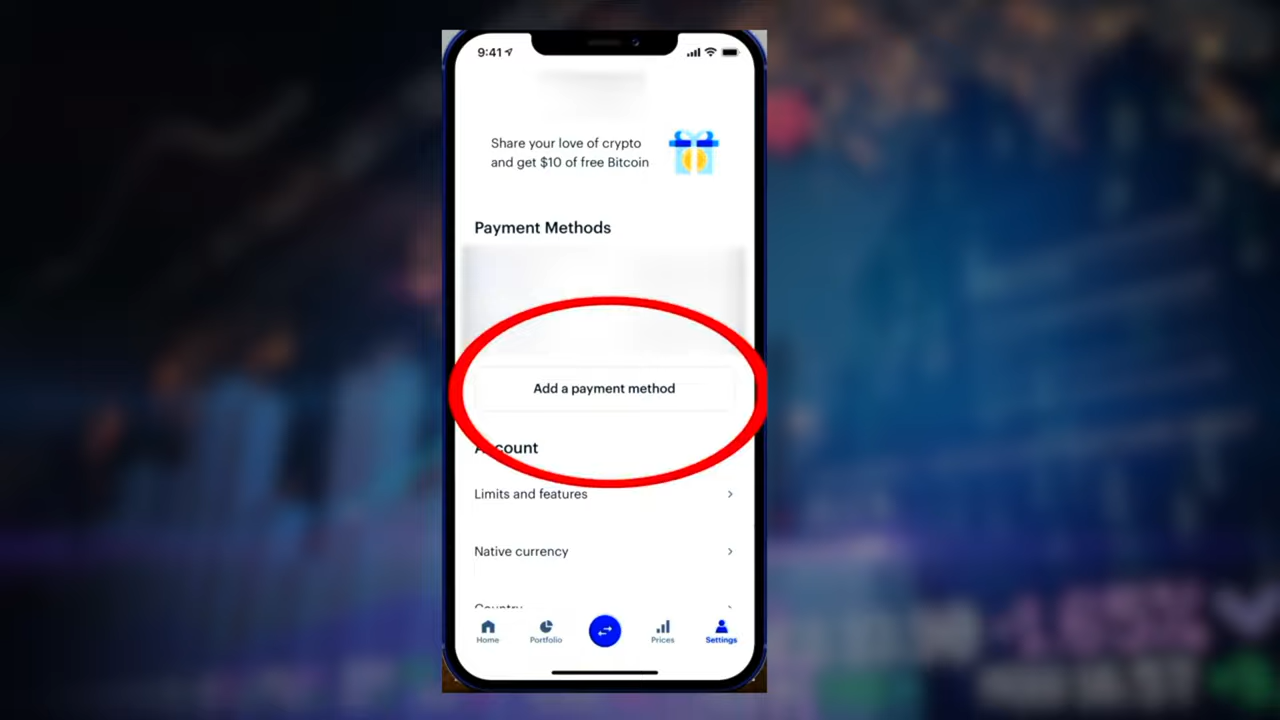 9:41
Share your love of crypto
and get $10 of free Bitcoin
Payment Methods
Add a payment method
Account
Limits and features
Native currency
Country
Home
Portfolio
Prices
Settings